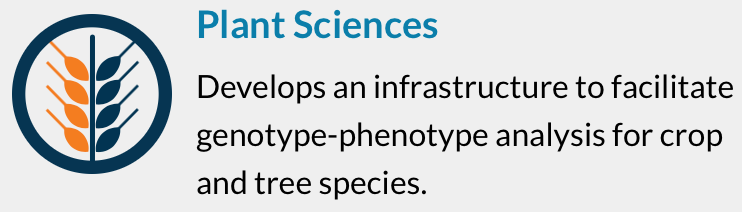 Plant Sciences
Develops an infrastructure to facilitate
genotype-phenotype analysis for crop
and tree species.